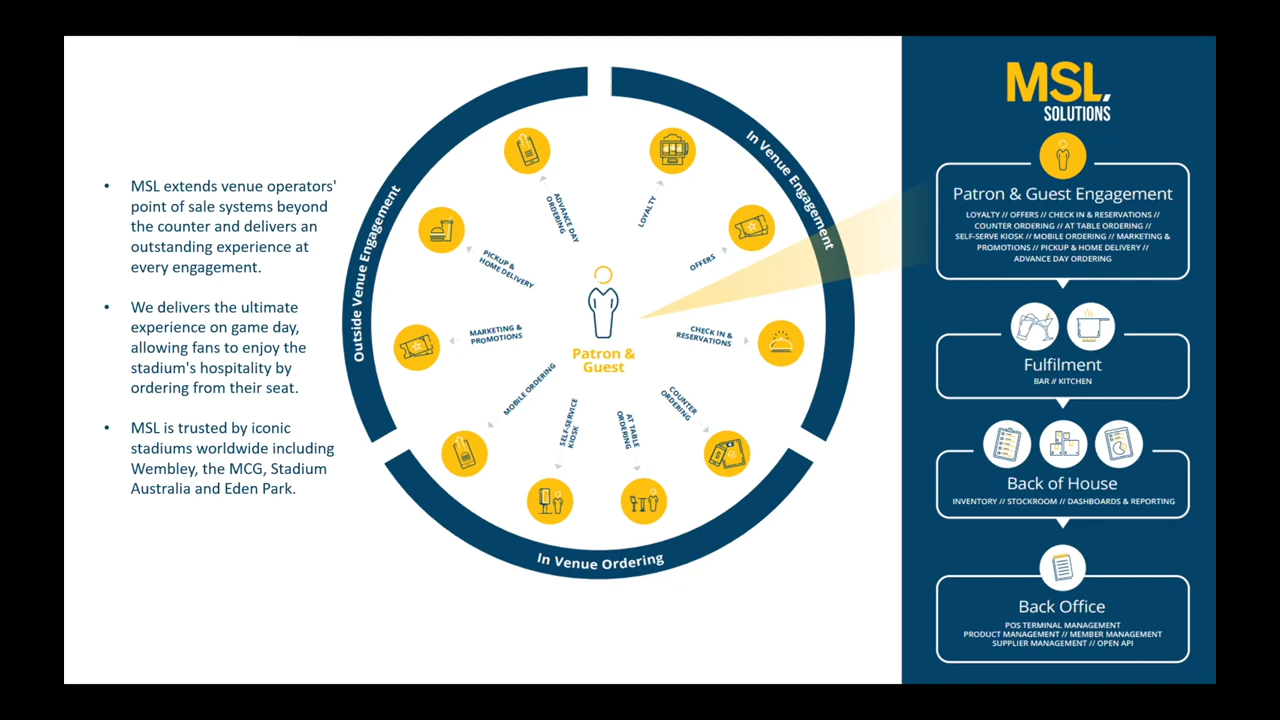 • MSL extends venue operators'
point of sale systems beyond
the counter and delivers an
outstanding experience at
every engagement.
• We delivers the ultimate
experience on game day,
allowing fans to enjoy the
stadium's hospitality by
ordering from their seat.
• MSL is trusted by iconic
stadiums worldwide including
Wembley, the MCG, Stadium
Australia and Eden Park.
Outside Venue Engagement
In Venue Engagement
In Venue Ordering
ADVANCE DAY
ORDERING
LOYALTY
PICKUP &
HOME DELIVERY
OFFERS
MARKETING &
PROMOTIONS
CHECK IN &
RESERVATIONS
MOBILE ORDERING
COUNTER
ORDERING
SELF-SERVICE
KIOSK
AT TABLE
ORDERING
Patron &
Guest
MSL
SOLUTIONS
Patron & Guest Engagement
LOYALTY // OFFERS // CHECK IN & RESERVATIONS //
COUNTER ORDERING // AT TABLE ORDERING //
SELF-SERVE KIOSK // MOBILE ORDERING // MARKETING &
PROMOTIONS // PICKUP & HOME DELIVERY //
ADVANCE DAY ORDERING
Fulfilment
BAR // KITCHEN
Back of House
INVENTORY // STOCKROOM // DASHBOARDS & REPORTING
Back Office
POS TERMINAL MANAGEMENT
PRODUCT MANAGEMENT // MEMBER MANAGEMENT
SUPPLIER MANAGEMENT // OPEN API